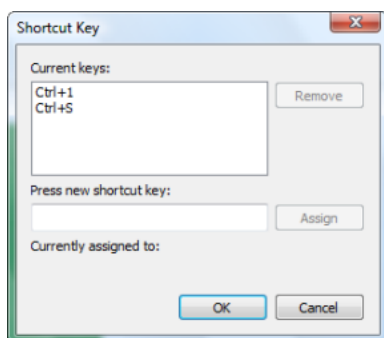 Shortcut Key
Current keys:
Ctrl+1
Ctrl+S
Remove
Press new shortcut key:
Assign
Currently assigned to:
OK
Cancel